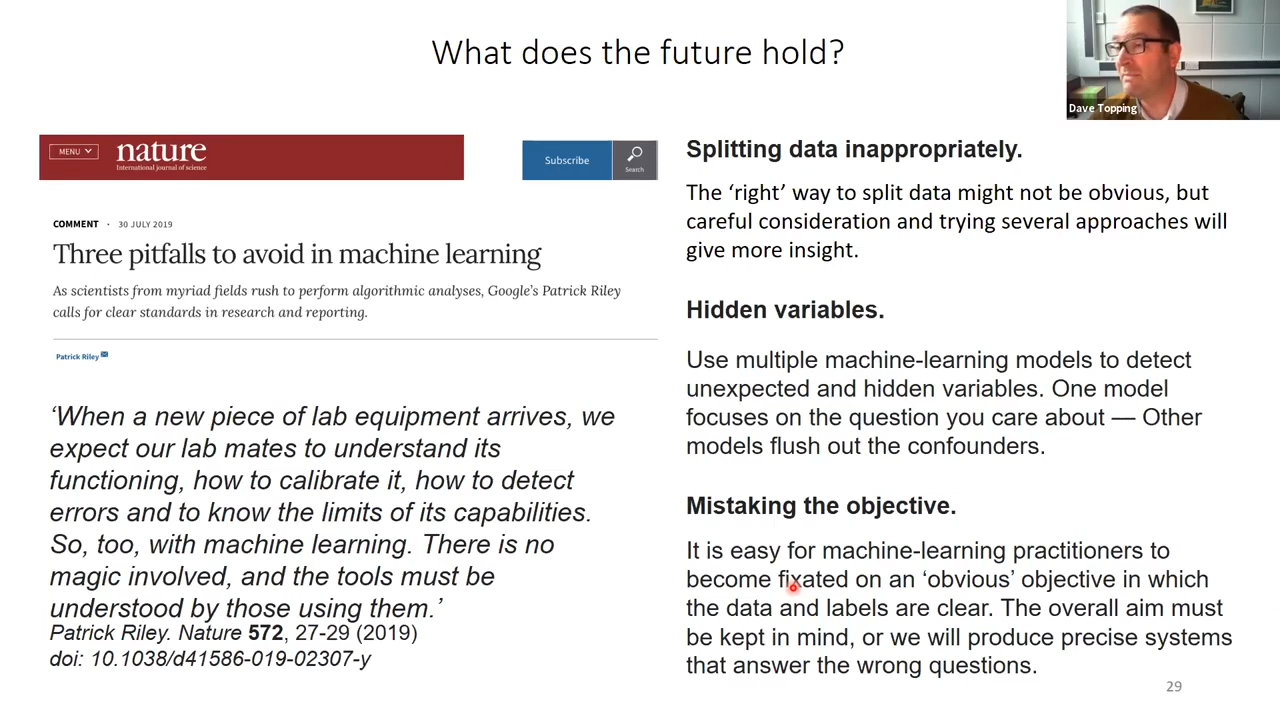 What does the future hold?
Dave Topping
MENU
nature
International journal of science
Subscribe
Search
COMMENT · 30 JULY 2019
Three pitfalls to avoid in machine learning
As scientists from myriad fields rush to perform algorithmic analyses, Google’s Patrick Riley
calls for clear standards in research and reporting.
Patrick Riley
‘When a new piece of lab equipment arrives, we
expect our lab mates to understand its
functioning, how to calibrate it, how to detect
errors and to know the limits of its capabilities.
So, too, with machine learning. There is no
magic involved, and the tools must be
understood by those using them.’
Patrick Riley. Nature 572, 27-29 (2019)
doi: 10.1038/d41586-019-02307-y
Splitting data inappropriately.
The ‘right’ way to split data might not be obvious, but
careful consideration and trying several approaches will
give more insight.
Hidden variables.
Use multiple machine-learning models to detect
unexpected and hidden variables. One model
focuses on the question you care about — Other
models flush out the confounders.
Mistaking the objective.
It is easy for machine-learning practitioners to
become fixated on an ‘obvious’ objective in which
the data and labels are clear. The overall aim must
be kept in mind, or we will produce precise systems
that answer the wrong questions.
29